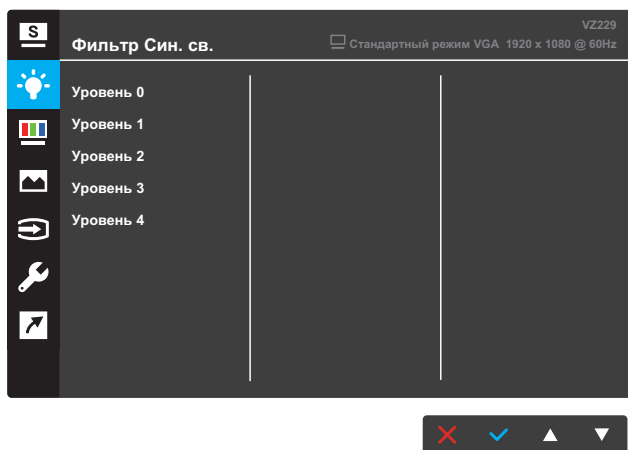 S
VZ229
Фильтр Син. св.
Стандартный режим VGA 1920 x 1080 @ 60Hz
Уровень 0
Уровень 1
Уровень 2
Уровень 3
Уровень 4